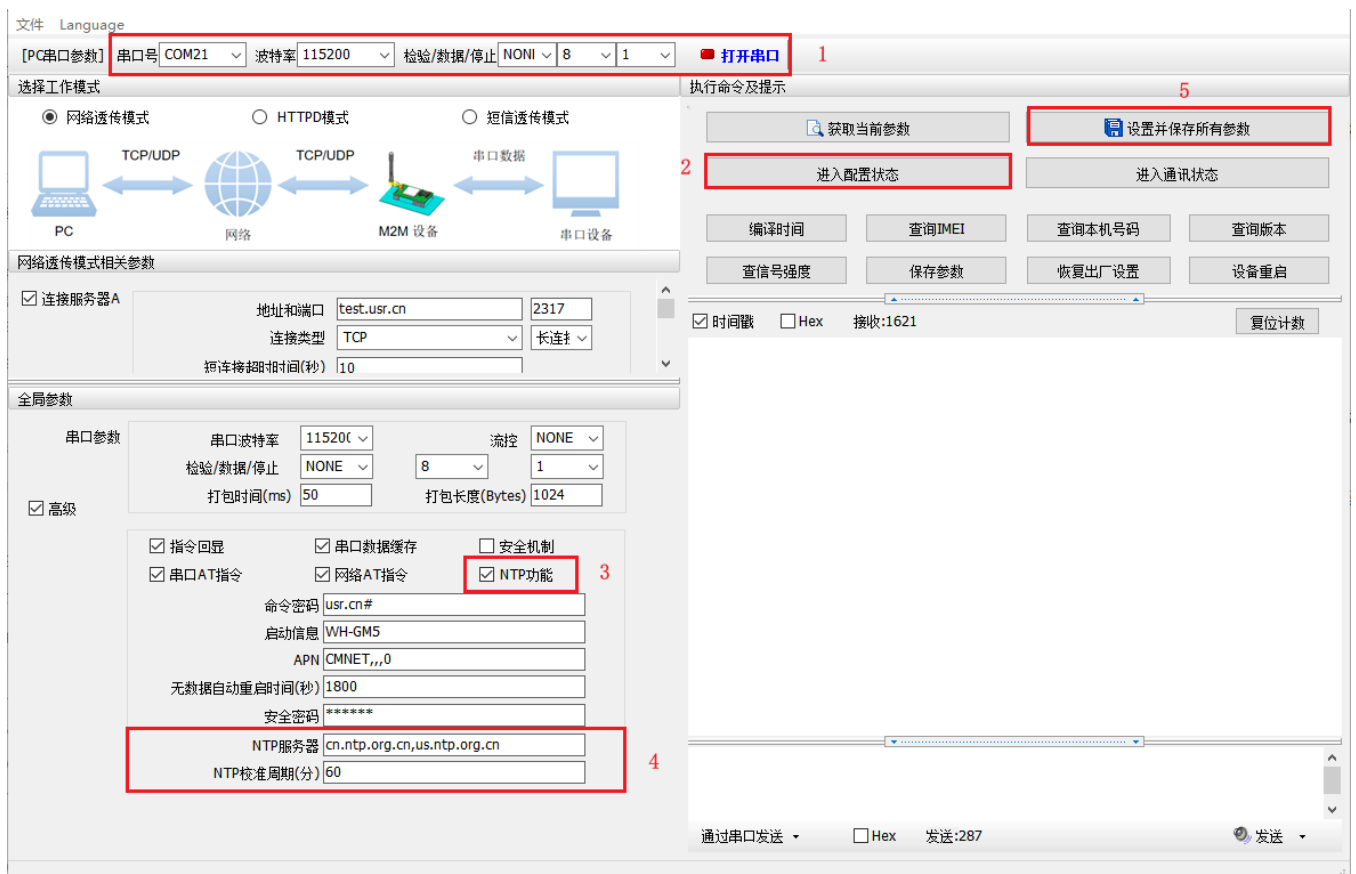 文件 Language
[PC串口参数] 串口号 COM21 波特率 115200 检验/数据/停止 NONI 8 1 打开串口 1
选择工作模式
网络透传模式 HTTPD模式 短信透传模式
TCP/UDP TCP/UDP 串口数据
PC 网络 M2M 设备 串口设备
网络透传模式相关参数
连接服务器A
地址和端口 test.usr.cn 2317
连接类型 TCP 长连接
短连接超时时间(秒) 10
全局参数
串口参数 串口波特率 11520( 流控 NONE
检验/数据/停止 NONE 8 1
打包时间(ms) 50 打包长度(Bytes) 1024
高级
指令回显 串口数据缓存 安全机制
串口AT指令 网络AT指令 NTP功能 3
命令密码 usr.cn#
启动信息 WH-GM5
APN CMNET,,,0
无数据自动重启时间(秒) 1800
安全密码 ******
NTP服务器 cn.ntp.org.cn,us.ntp.org.cn
NTP校准周期(分) 60
4
执行命令及提示
5
获取当前参数 设置并保存所有参数
2 进入配置状态 进入通讯状态
编译时间 查询IMEI 查询本机号码 查询版本
查信号强度 保存参数 恢复出厂设置 设备重启
时间戳 Hex 接收:1621 复位计数
通过串口发送 Hex 发送:287 发送